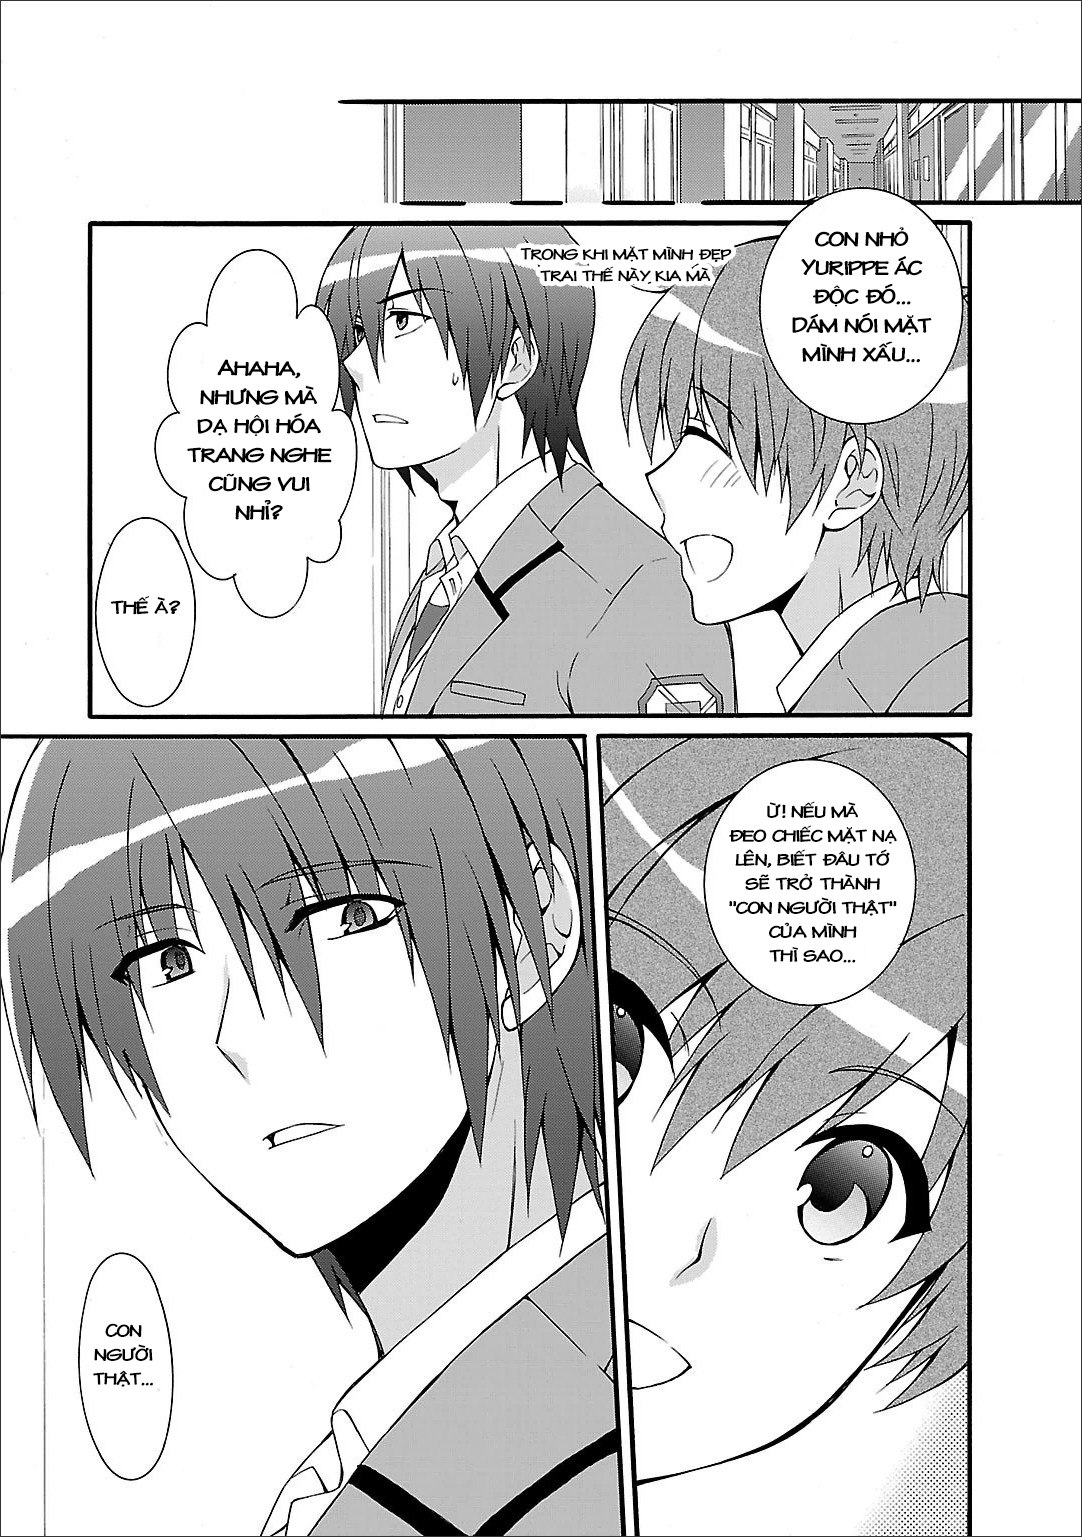 CON NHỎ
YURIPPE ÁC
ĐỘC ĐÓ...
DÁM NÓI MẶT
MÌNH XẤU...
TRONG KHI MẶT MÌNH ĐẸP
TRAI THẾ NÀY KIA MÀ
AHAHA,
NHƯNG MÀ
DẠ HỘI HÓA
TRANG NGHE
CŨNG VUI
NHỈ?
THẾ À?
Ừ! NẾU MÀ
ĐEO CHIẾC MẶT NẠ
LÊN, BIẾT ĐÂU TỚ
SẼ TRỞ THÀNH
"CON NGƯỜI THẬT"
CỦA MÌNH
THÌ SAO...
CON
NGƯỜI
THẬT...